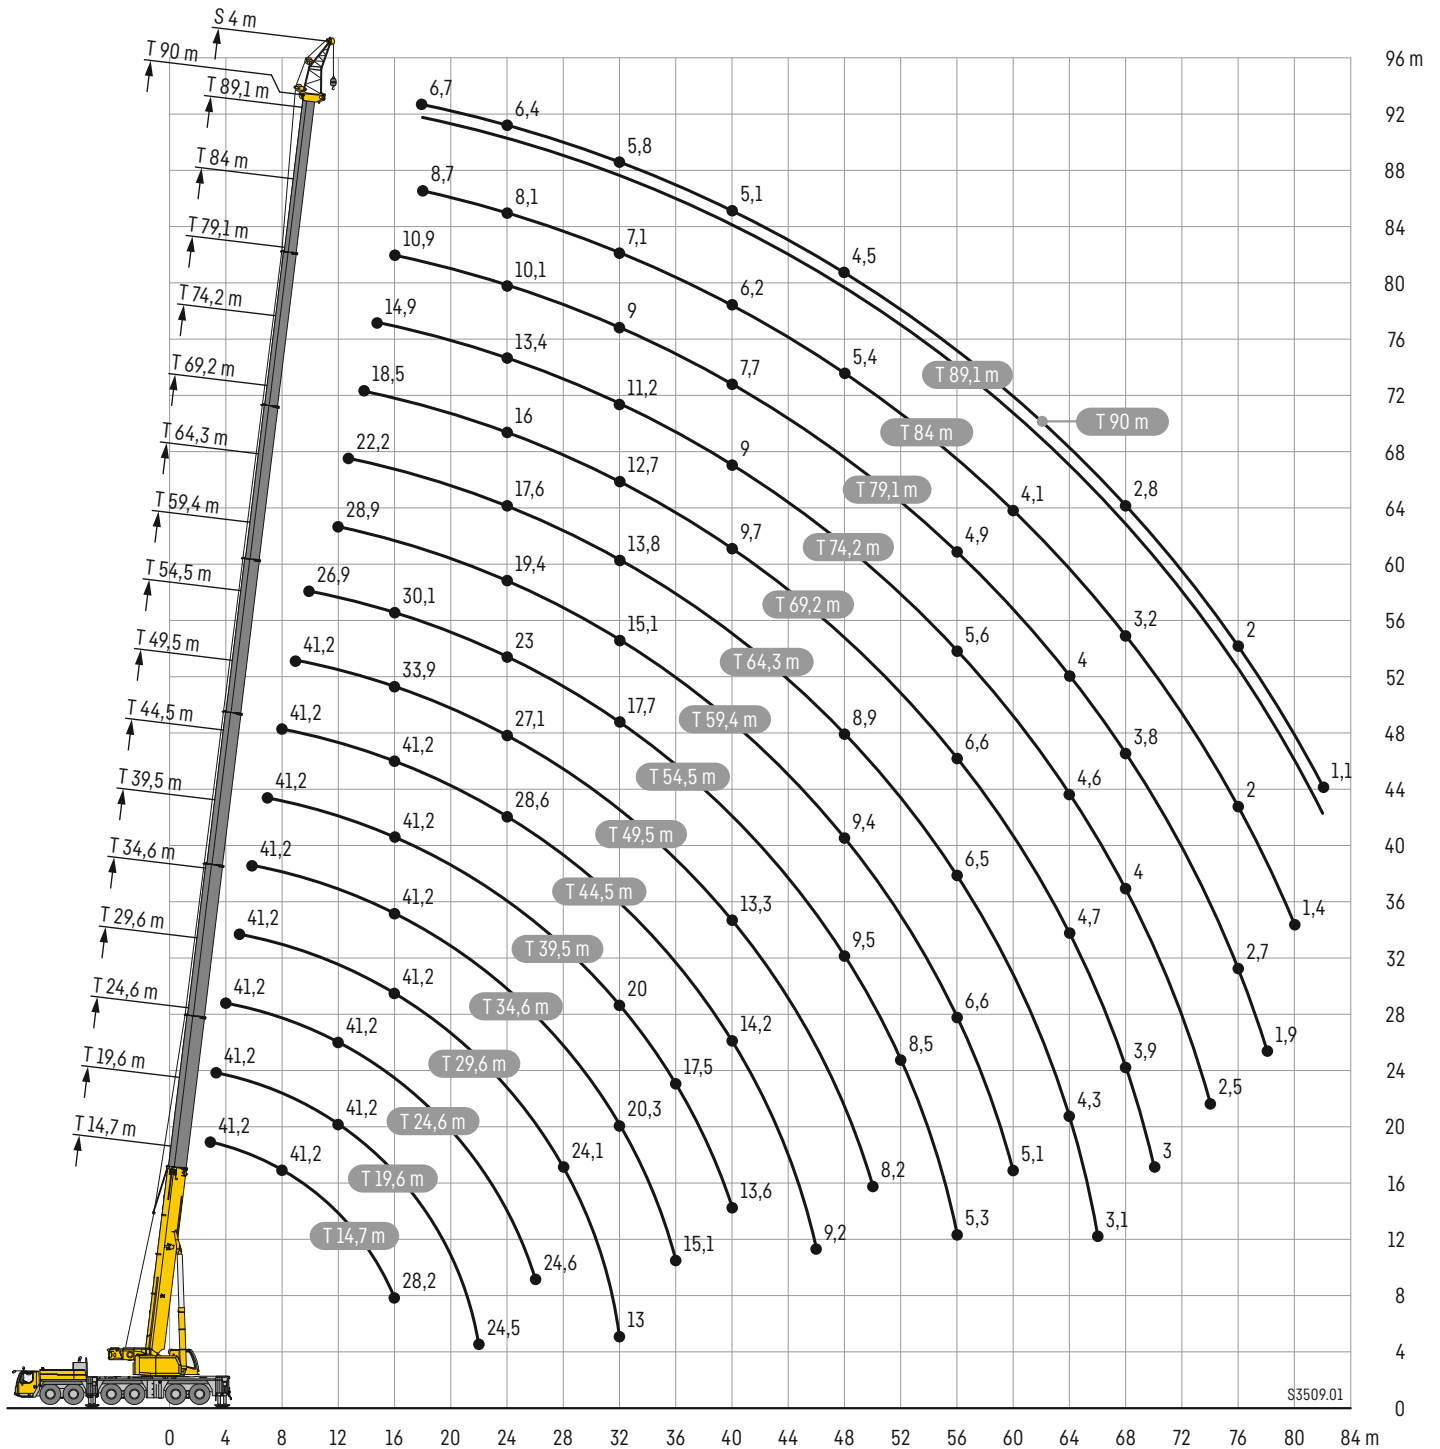 S 4 m
T 90 m
T 89,1 m
T 84 m
T 79,1 m
T 74,2 m
T 69,2 m
T 64,3 m
T 59,4 m
T 54,5 m
T 49,5 m
T 44,5 m
T 39,5 m
T 34,6 m
T 29,6 m
T 24,6 m
T 19,6 m
T 14,7 m
6,7 6,4 5,8 5,1 4,5 2,8 2 1,1
8,7 8,1 7,1 6,2 5,4 4,1 3,2 2 1,4
10,9 10,1 9 7,7 4,9 4 3,8 2,7 1,9
14,9 13,4 11,2 9 5,6 4,6 4 2,5
18,5 16 12,7 9,7 6,6 4,7 3,9 3
22,2 17,6 13,8 8,9 6,5 4,3 3,1
28,9 19,4 15,1 9,4 6,6 5,1
26,9 30,1 23 17,7 9,5 8,5 5,3
41,2 33,9 27,1 13,3 8,2
41,2 41,2 28,6 14,2 9,2
41,2 41,2 20 17,5 13,6
41,2 41,2 20,3 15,1
41,2 41,2 24,1 13
41,2 41,2 24,6
41,2 41,2 24,5
41,2 41,2 28,2
T 89,1 m
T 90 m
T 84 m
T 79,1 m
T 74,2 m
T 69,2 m
T 64,3 m
T 59,4 m
T 54,5 m
T 49,5 m
T 44,5 m
T 39,5 m
T 34,6 m
T 29,6 m
T 24,6 m
T 19,6 m
T 14,7 m
96 m
92
88
84
80
76
72
68
64
60
56
52
48
44
40
36
32
28
24
20
16
12
8
4
0
S3509.01
0 4 8 12 16 20 24 28 32 36 40 44 48 52 56 60 64 68 72 76 80 84 m